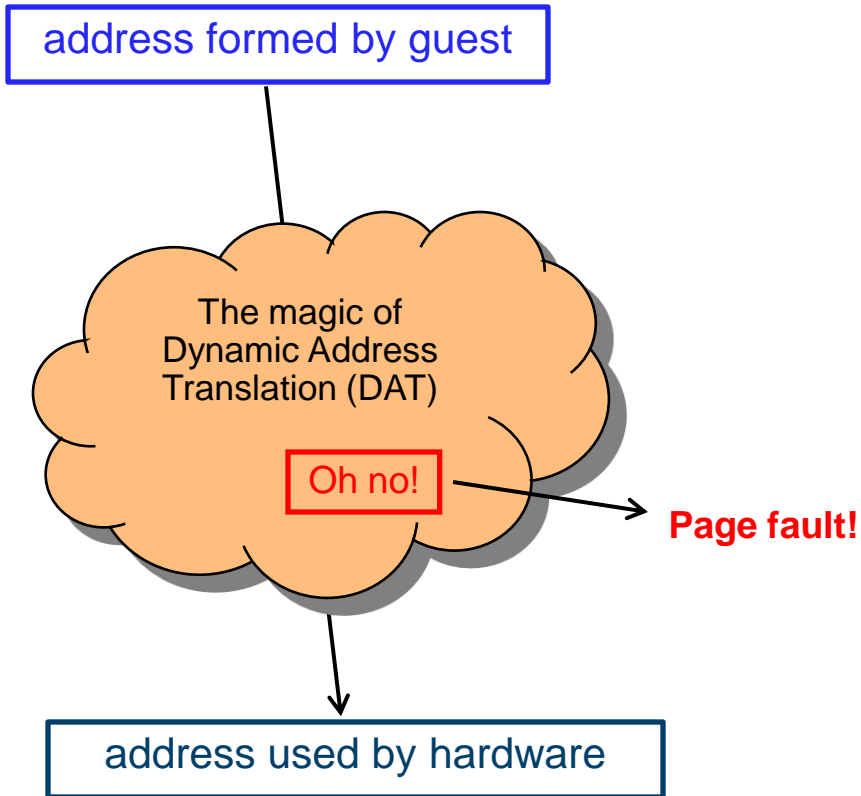 address formed by guest
The magic of
Dynamic Address
Translation (DAT)
Oh no!
Page fault!
address used by hardware